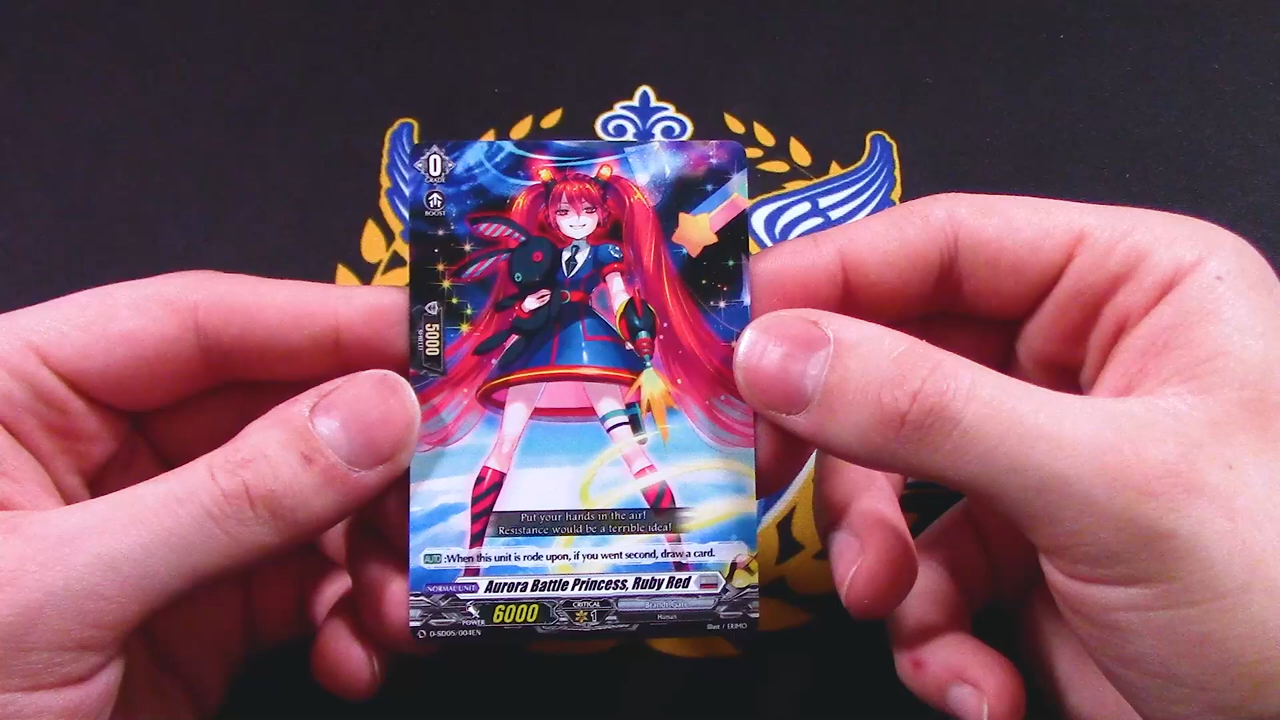 0
GRADE
BOOST
5000
SHIELD
Put your hands in the air!
Resistance would be a terrible idea!
AUTO :When this unit is rode upon, if you went second, draw a card.
NORMAL UNIT Aurora Battle Princess, Ruby Red
POWER 6000 CRITICAL 1 Brandt Gate
Human
D-SD05/004EN Illust / ERIMO